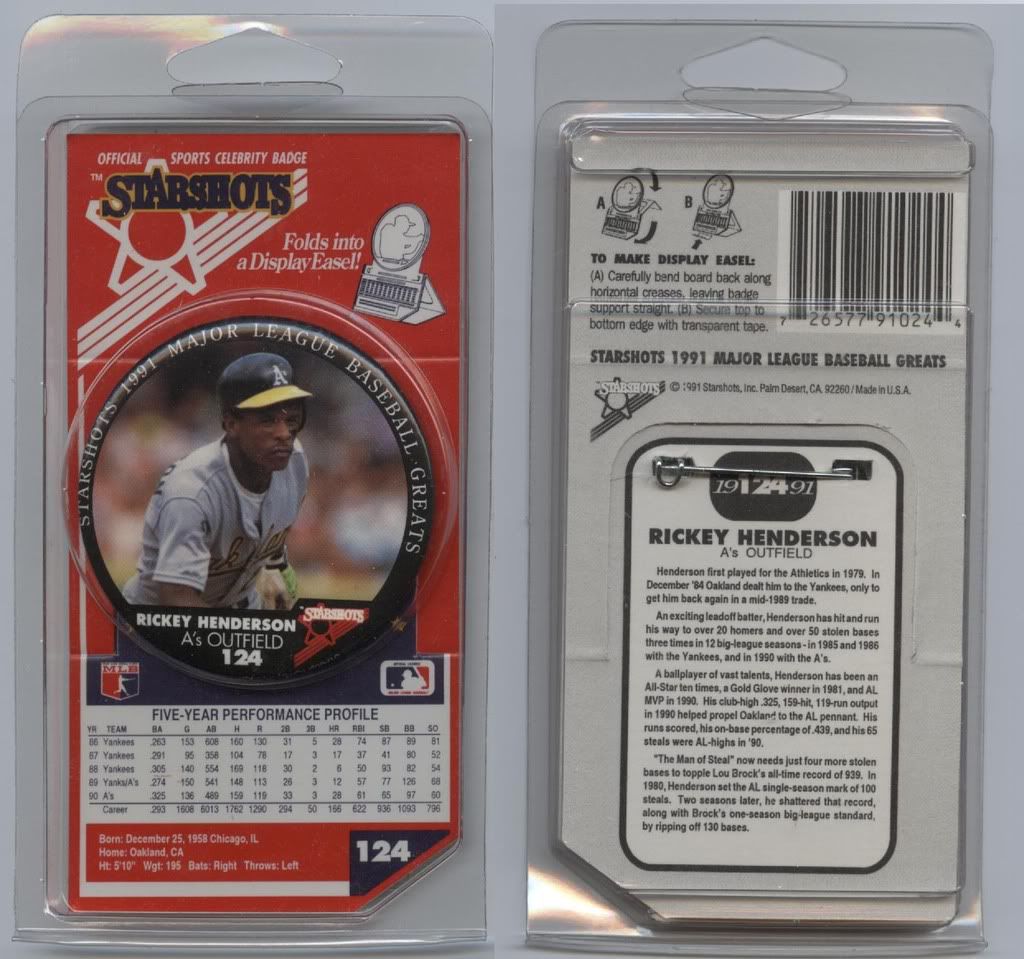 OFFICIAL SPORTS CELEBRITY BADGE
™ STARSHOTS
Folds into
a Display Easel!
STARSHOTS 1991 MAJOR LEAGUE BASEBALL GREATS
A's
RICKEY HENDERSON
A's OUTFIELD
124
™ STARSHOTS
MLB
FIVE-YEAR PERFORMANCE PROFILE
YR TEAM BA G AB H R 2B 3B HR RBI SB BB SO
86 Yankees .263 153 608 160 130 31 5 28 74 87 89 81
87 Yankees .291 95 358 104 78 17 3 17 37 41 80 52
88 Yankees .305 140 554 169 118 30 2 6 50 93 82 54
89 Yanks/A's .274 150 541 148 113 26 3 12 57 77 126 68
90 A's .325 136 489 159 119 33 3 28 61 65 97 60
Career .293 1608 6013 1762 1290 294 50 166 622 936 1093 796
Born: December 25, 1958 Chicago, IL
Home: Oakland, CA
Ht: 5'10" Wgt: 195 Bats: Right Throws: Left
124
A B
TO MAKE DISPLAY EASEL:
(A) Carefully bend board back along
horizontal creases, leaving badge
support straight. (B) Secure top to
bottom edge with transparent tape.
7 26577 91024 4
STARSHOTS 1991 MAJOR LEAGUE BASEBALL GREATS
STARSHOTS © 1991 Starshots, Inc. Palm Desert, CA. 92260 / Made in U.S.A.
19 124 91
RICKEY HENDERSON
A's OUTFIELD
Henderson first played for the Athletics in 1979. In
December '84 Oakland dealt him to the Yankees, only to
get him back again in a mid-1989 trade.
An exciting leadoff batter, Henderson has hit and run
his way to over 20 homers and over 50 stolen bases
three times in 12 big-league seasons - in 1985 and 1986
with the Yankees, and in 1990 with the A's.
A ballplayer of vast talents, Henderson has been an
All-Star ten times, a Gold Glove winner in 1981, and AL
MVP in 1990. His club-high .325, 159-hit, 119-run output
in 1990 helped propel Oakland to the AL pennant. His
runs scored, his on-base percentage of .439, and his 65
steals were AL-highs in '90.
"The Man of Steal" now needs just four more stolen
bases to topple Lou Brock's all-time record of 939. In
1980, Henderson set the AL single-season mark of 100
steals. Two seasons later, he shattered that record,
along with Brock's one-season big-league standard,
by ripping off 130 bases.